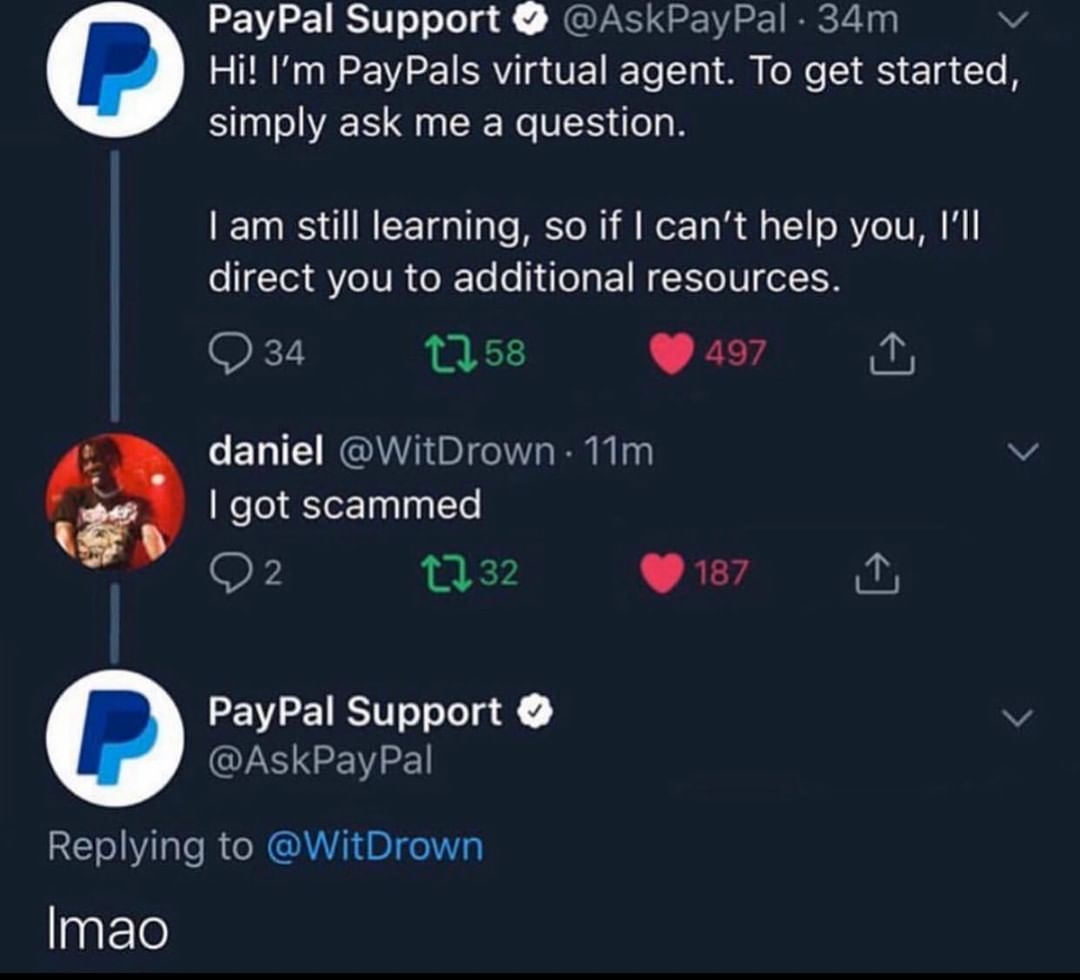 PayPal Support @AskPayPal · 34m
Hi! I'm PayPals virtual agent. To get started,
simply ask me a question.
I am still learning, so if I can't help you, I'll
direct you to additional resources.
34 58 497
daniel @WitDrown · 11m
I got scammed
2 32 187
PayPal Support
@AskPayPal
Replying to @WitDrown
lmao